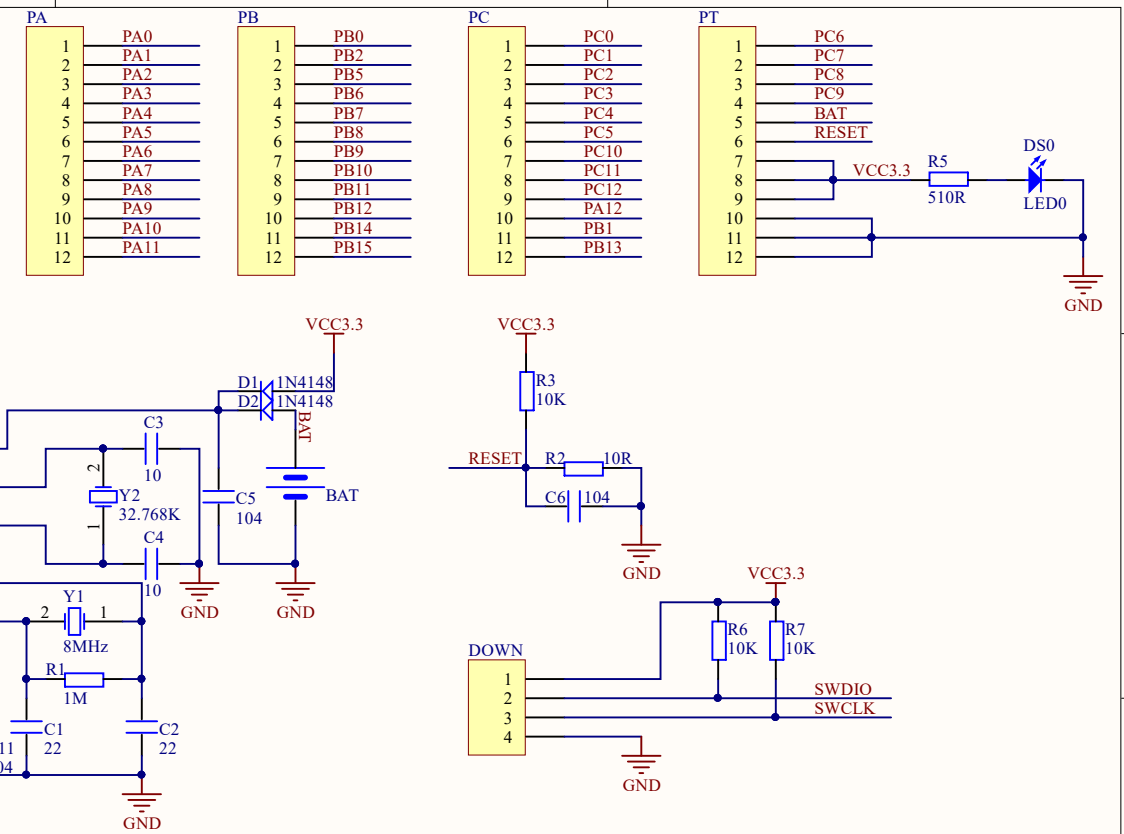 PA PB PC PT
1 PA0 1 PB0 1 PC0 1 PC6
2 PA1 2 PB2 2 PC1 2 PC7
3 PA2 3 PB5 3 PC2 3 PC8
4 PA3 4 PB6 4 PC3 4 PC9
5 PA4 5 PB7 5 PC4 5 BAT
6 PA5 6 PB8 6 PC5 6 RESET
7 PA6 7 PB9 7 PC10 7
8 PA7 8 PB10 8 PC11 8
9 PA8 9 PB11 9 PC12 9
10 PA9 10 PB12 10 PA12 10
11 PA10 11 PB14 11 PB1 11
12 PA11 12 PB15 12 PB13 12
VCC3.3 R5 DS0
510R LED0
GND
VCC3.3
D1 1N4148
D2 1N4148
BAT
C3
10
2
Y2
32.768K
1
C4
10
C5
104
BAT
GND
GND
VCC3.3
R3
10K
RESET R2 10R
C6 104
GND
Y1
2 1
8MHz
R1
1M
C1
22
C2
22
11
04
GND
VCC3.3
R6 R7
10K 10K
DOWN
1
2 SWDIO
3 SWCLK
4
GND